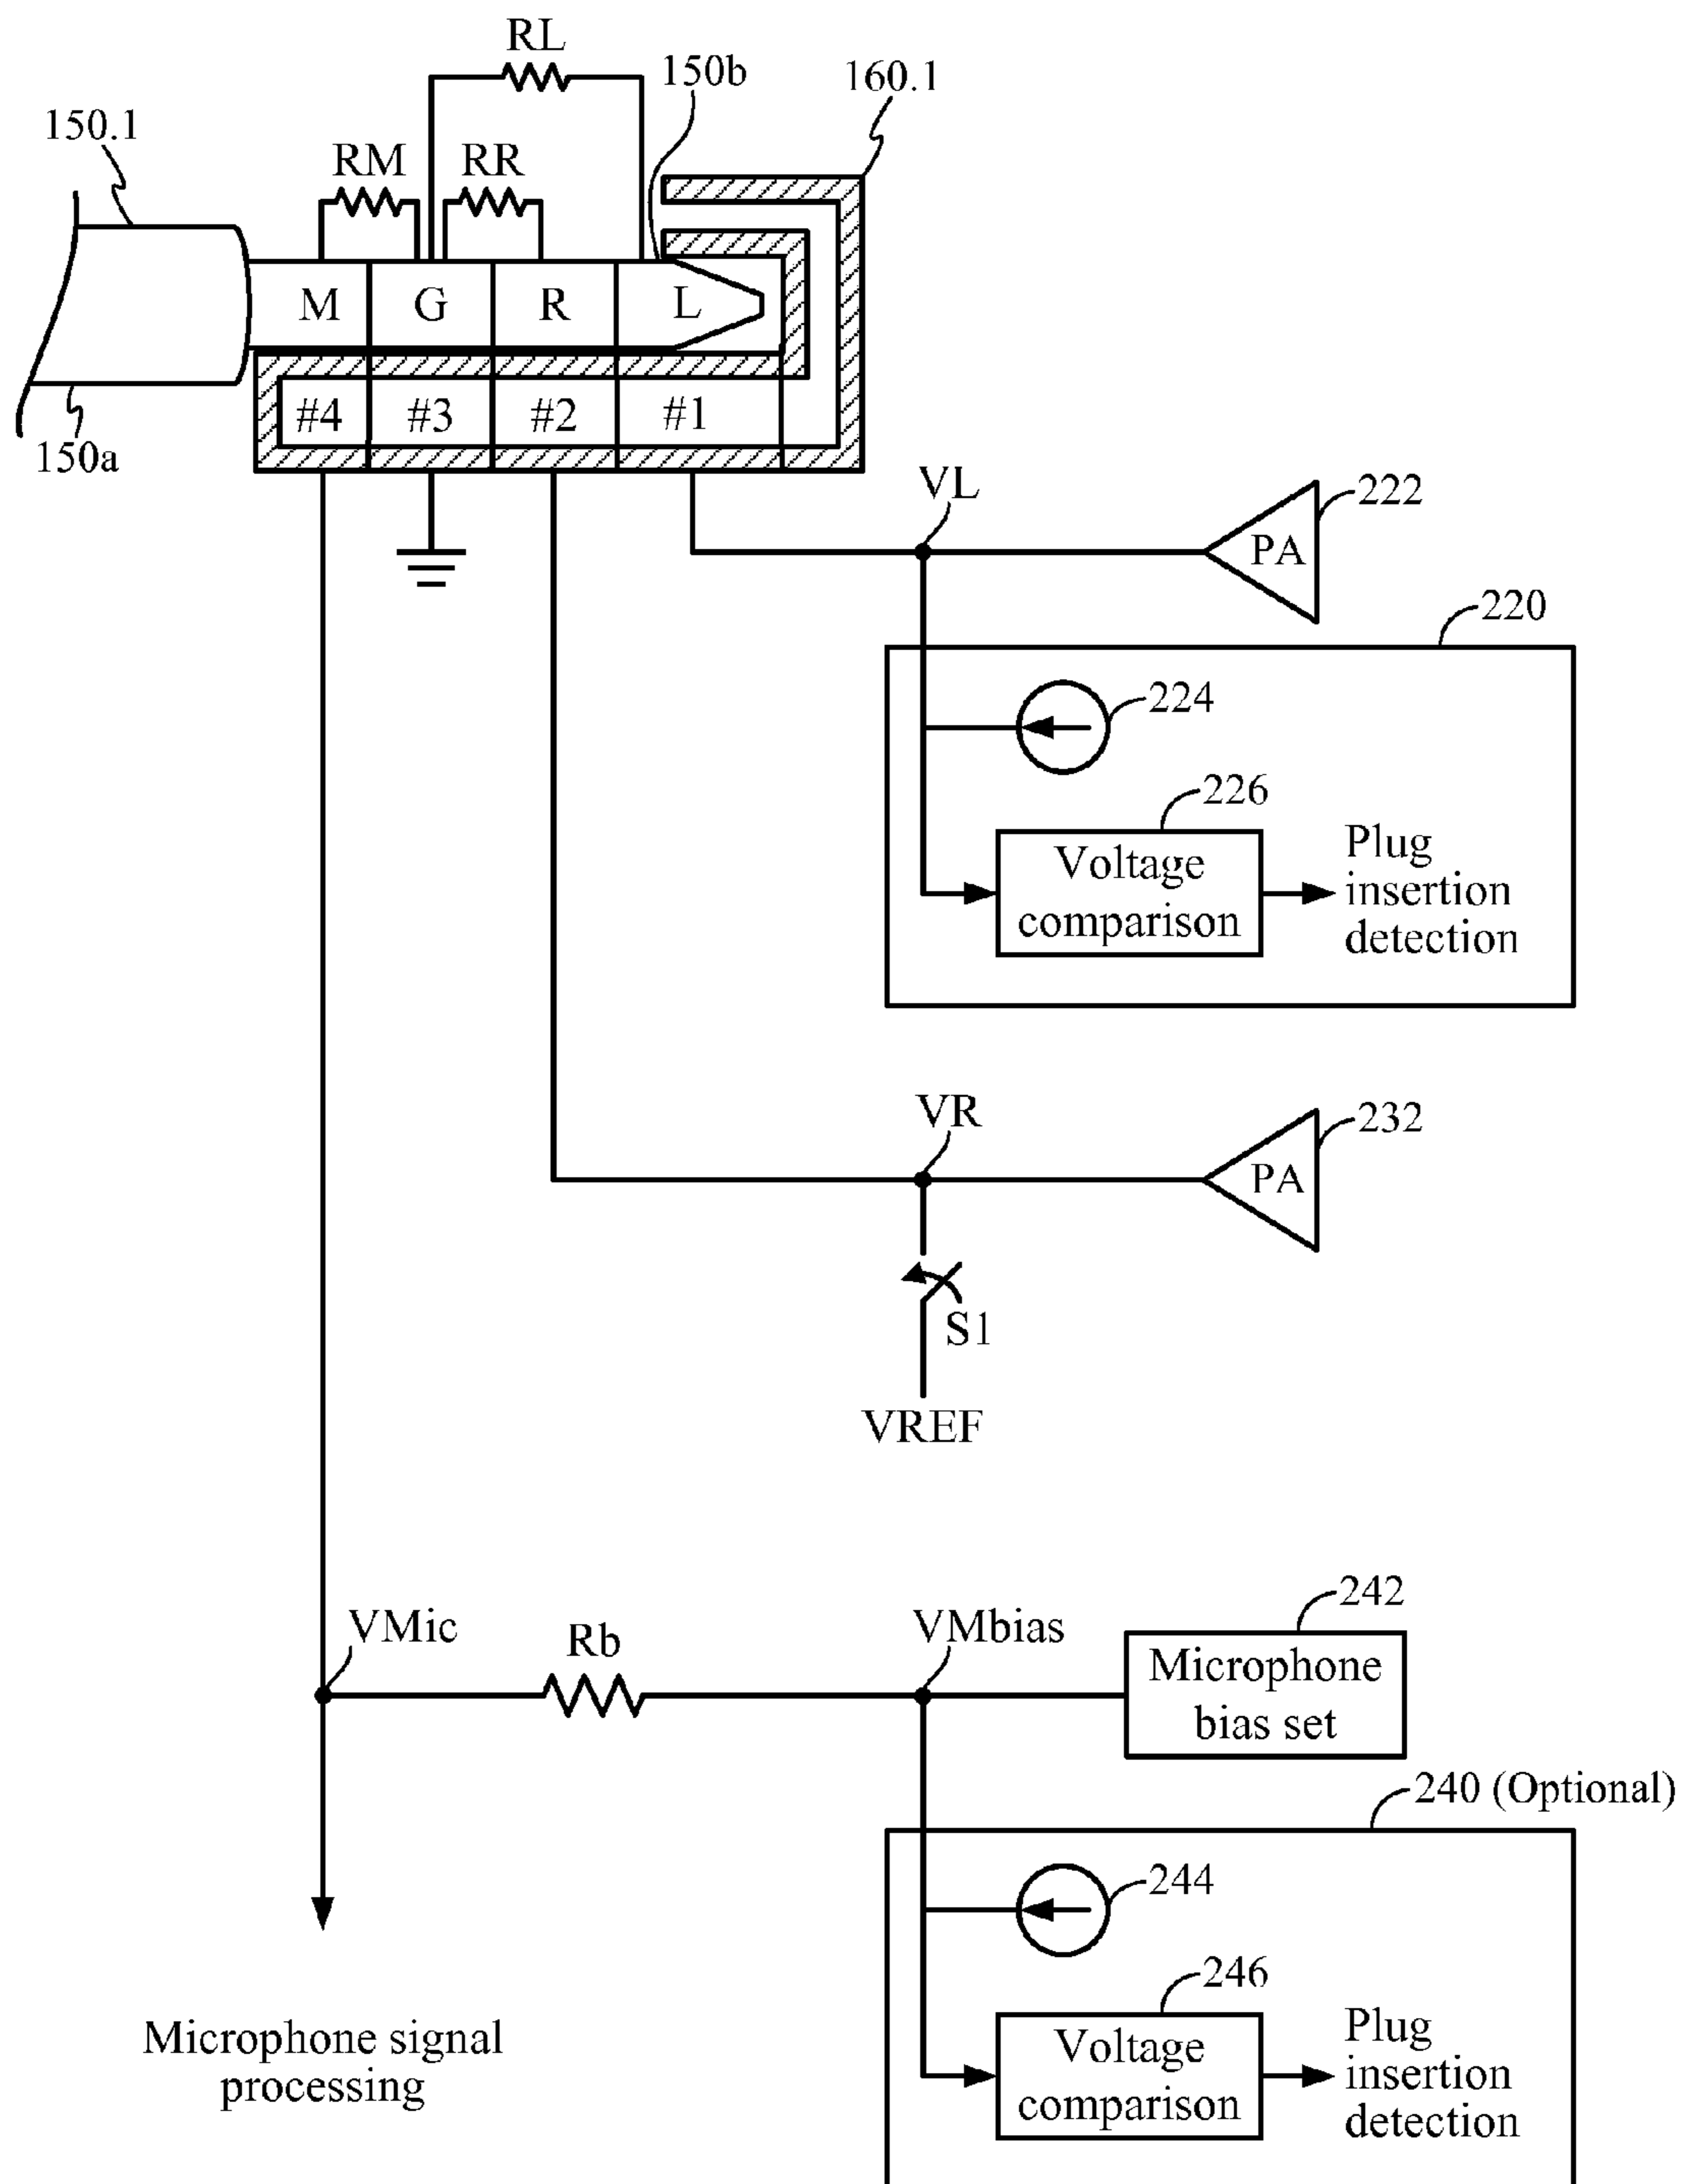 RL
150b
160.1
150.1
RM
RR
M
G
R
L
#4
#3
#2
#1
150a
VL
222
PA
220
224
226
Voltage
comparison
Plug
insertion
detection
VR
232
PA
S1
VREF
VMic
Rb
VMbias
242
Microphone
bias set
240 (Optional)
244
246
Voltage
comparison
Plug
insertion
detection
Microphone signal
processing